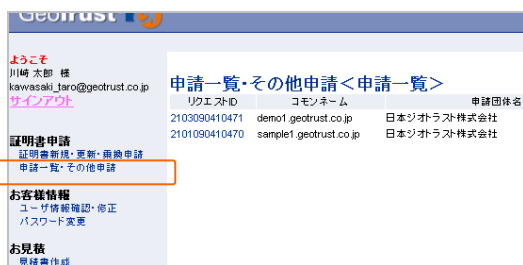 GeoTrust
ようこそ
川崎 太郎 様
kawasaki_taro@geotrust.co.jp
サインアウト
証明書申請
証明書新規・更新・乗換申請
申請一覧・その他申請
お客様情報
ユーザ情報確認・修正
パスワード変更
お見積
見積書作成
申請一覧・その他申請＜申請一覧＞
リクエストID コモンネーム 申請団体名
2103090410471 demo1.geotrust.co.jp 日本ジオトラスト株式会社
2101090410470 sample1.geotrust.co.jp 日本ジオトラスト株式会社